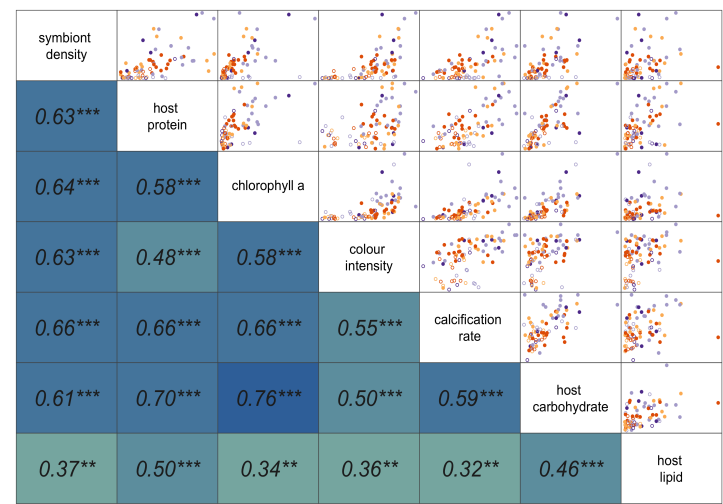 symbiont
density
0.63***
host
protein
0.64***
0.58***
chlorophyll a
0.63***
0.48***
0.58***
colour
intensity
0.66***
0.66***
0.66***
0.55***
calcification
rate
0.61***
0.70***
0.76***
0.50***
0.59***
host
carbohydrate
0.37**
0.50***
0.34**
0.36**
0.32**
0.46***
host
lipid